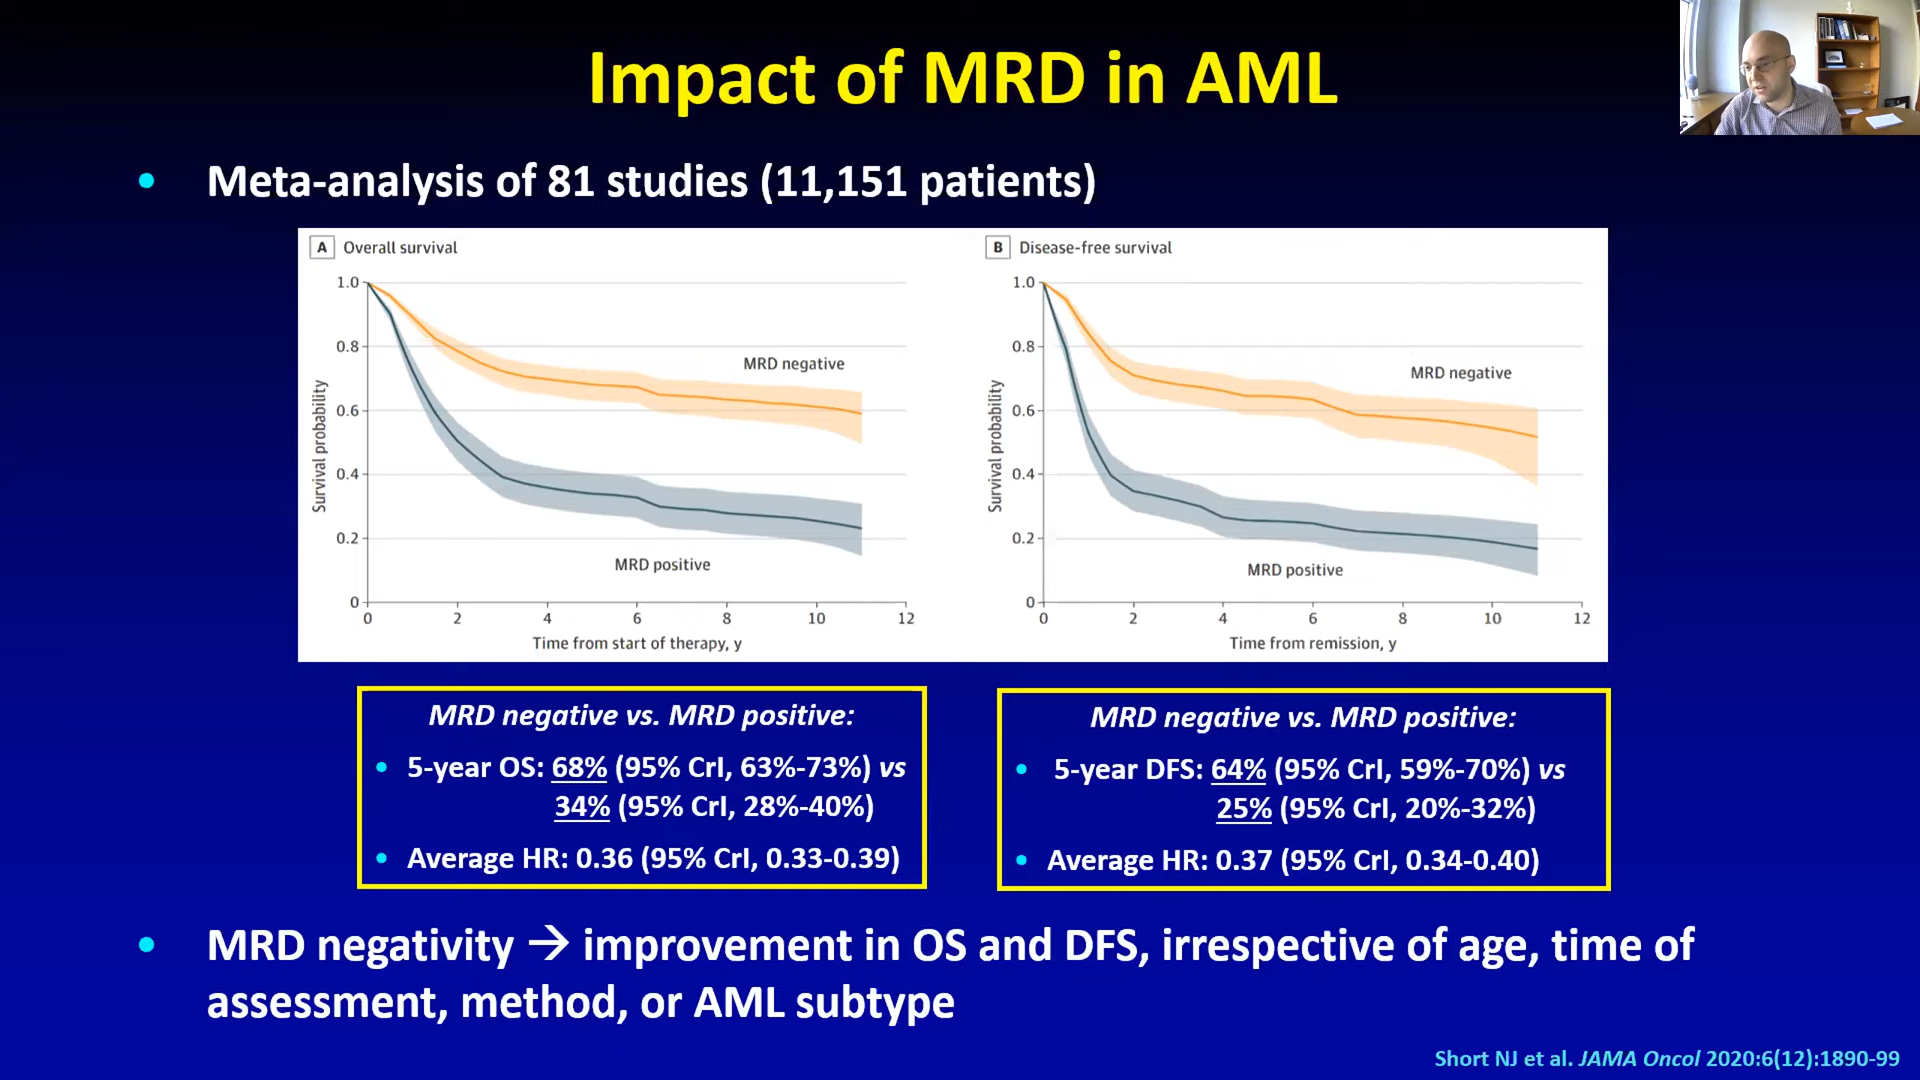 Impact of MRD in AML
• Meta-analysis of 81 studies (11,151 patients)
A Overall survival
1.0
0.8
0.6
0.4
0.2
0
Survival probability
MRD negative
MRD positive
0 2 4 6 8 10 12
Time from start of therapy, y
B Disease-free survival
1.0
0.8
0.6
0.4
0.2
0
Survival probability
MRD negative
MRD positive
0 2 4 6 8 10 12
Time from remission, y
MRD negative vs. MRD positive:
• 5-year OS: 68% (95% CrI, 63%-73%) vs
34% (95% CrI, 28%-40%)
• Average HR: 0.36 (95% CrI, 0.33-0.39)
MRD negative vs. MRD positive:
• 5-year DFS: 64% (95% CrI, 59%-70%) vs
25% (95% CrI, 20%-32%)
• Average HR: 0.37 (95% CrI, 0.34-0.40)
• MRD negativity → improvement in OS and DFS, irrespective of age, time of
assessment, method, or AML subtype
Short NJ et al. JAMA Oncol 2020:6(12):1890-99